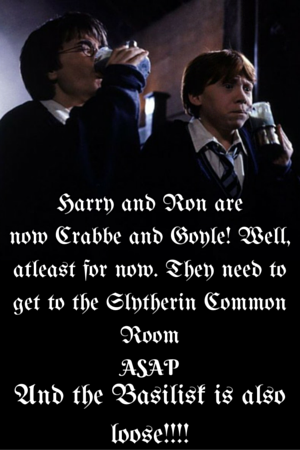 Harry and Ron are
now Crabbe and Goyle! Well,
atleast for now. They need to
get to the Slytherin Common
Room
ASAP
And the Basilisk is also
loose!!!!